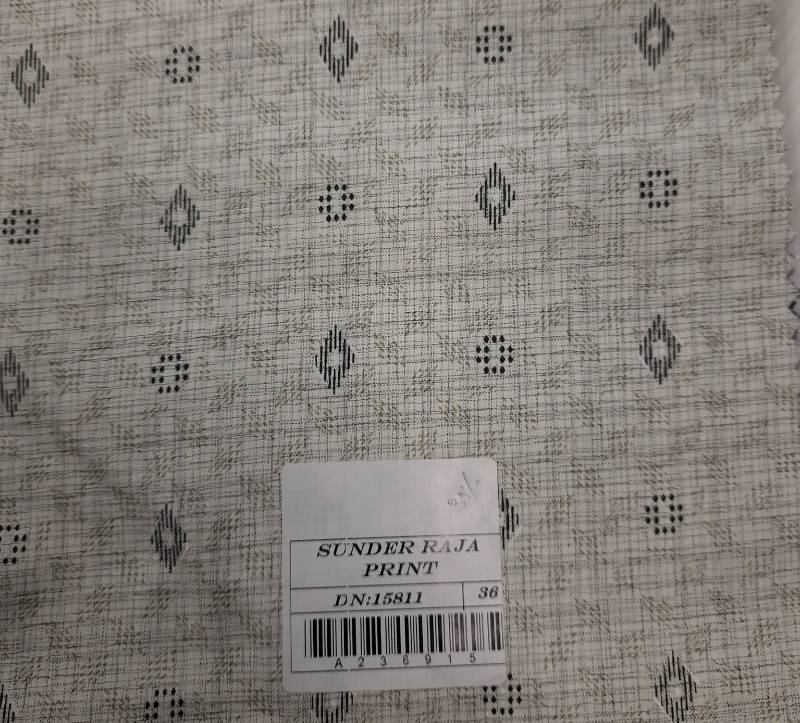 SUNDER RAJA
PRINT
DN:15811 36
A236915